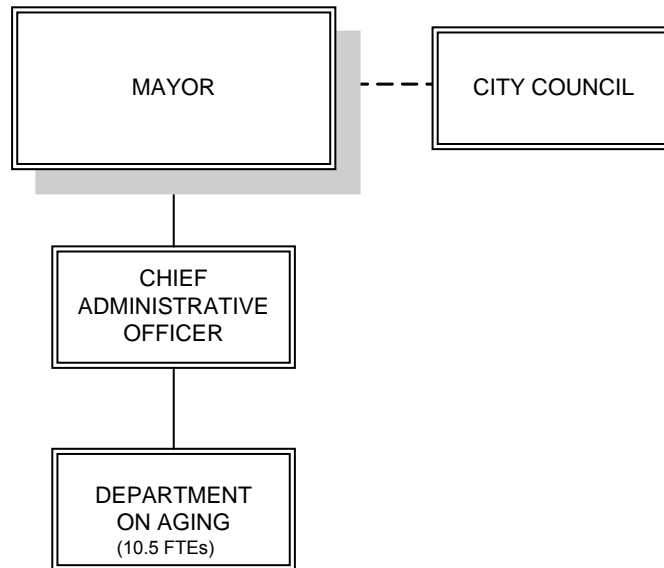 MAYOR
CITY COUNCIL
CHIEF
ADMINISTRATIVE
OFFICER
DEPARTMENT
ON AGING
(10.5 FTEs)